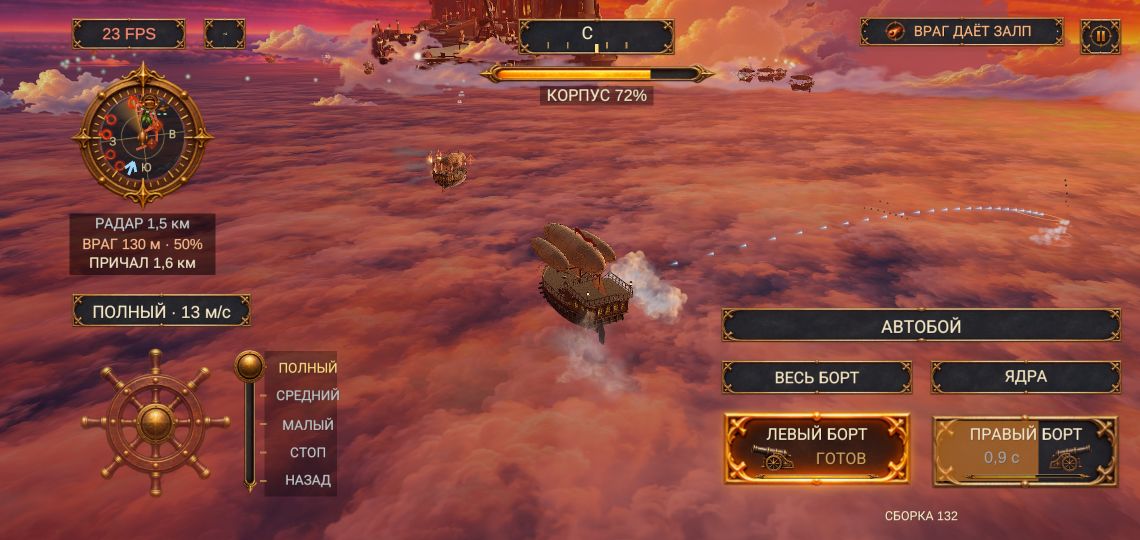 23 FPS
С
ВРАГ ДАЁТ ЗАЛП
КОРПУС 72%
З
В
Ю
РАДАР 1,5 км
ВРАГ 130 м · 50%
ПРИЧАЛ 1,6 км
ПОЛНЫЙ · 13 м/с
ПОЛНЫЙ
СРЕДНИЙ
МАЛЫЙ
СТОП
НАЗАД
АВТОБОЙ
ВЕСЬ БОРТ
ЯДРА
ЛЕВЫЙ БОРТ
ГОТОВ
ПРАВЫЙ БОРТ
0,9 с
СБОРКА 132